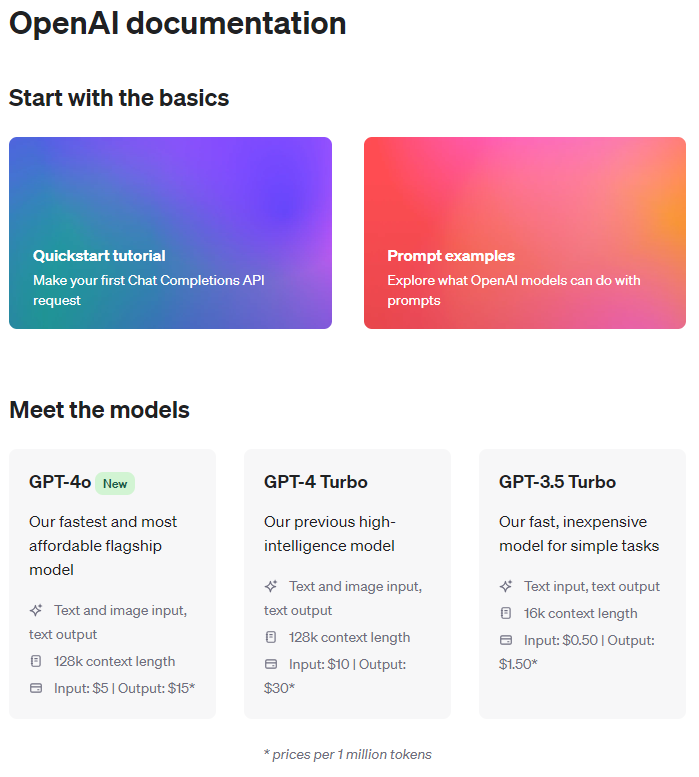 OpenAI documentation
Start with the basics
Quickstart tutorial
Make your first Chat Completions API
request
Prompt examples
Explore what OpenAI models can do with
prompts
Meet the models
GPT-4o New
Our fastest and most
affordable flagship
model
Text and image input,
text output
128k context length
Input: $5 | Output: $15*
GPT-4 Turbo
Our previous high-
intelligence model
Text and image input,
text output
128k context length
Input: $10 | Output:
$30*
GPT-3.5 Turbo
Our fast, inexpensive
model for simple tasks
Text input, text output
16k context length
Input: $0.50 | Output:
$1.50*
* prices per 1 million tokens